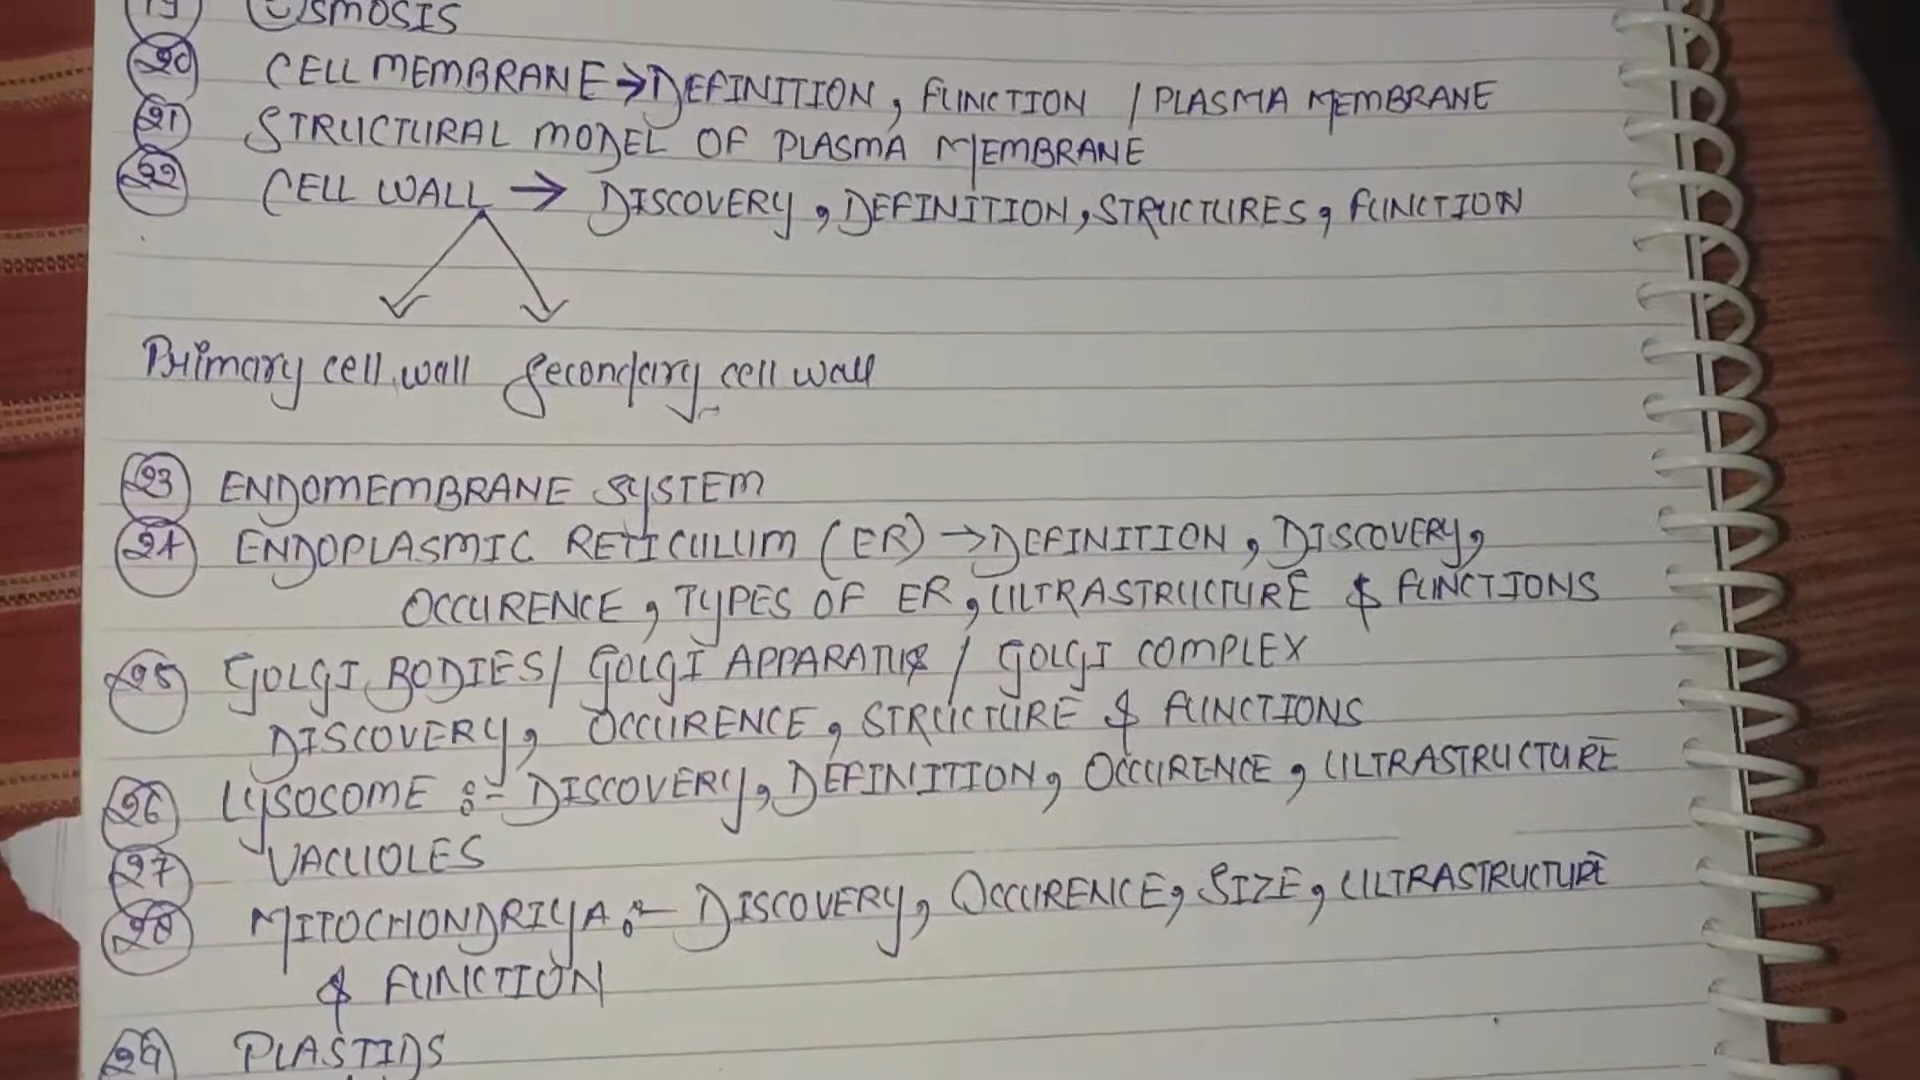 19 OSMOSIS
20 CELL MEMBRANE → DEFINITION, FUNCTION / PLASMA MEMBRANE
21 STRUCTURAL MODEL OF PLASMA MEMBRANE
22 CELL WALL → DISCOVERY, DEFINITION, STRUCTURES, FUNCTION
Primary cell wall Secondary cell wall
23 ENDOMEMBRANE SYSTEM
24 ENDOPLASMIC RETICULUM (ER) → DEFINITION, DISCOVERY,
OCCURENCE, TYPES OF ER, ULTRASTRUCTURE & FUNCTIONS
25 GOLGI BODIES / GOLGI APPARATUS / GOLGI COMPLEX
DISCOVERY, OCCURENCE, STRUCTURE & FUNCTIONS
26 LYSOSOME :- DISCOVERY, DEFINITION, OCCURENCE, ULTRASTRUCTURE
27 VACUOLES
28 MITOCHONDRIYA :- DISCOVERY, OCCURENCE, SIZE, ULTRASTRUCTURE
& FUNCTION
29 PLASTIDS